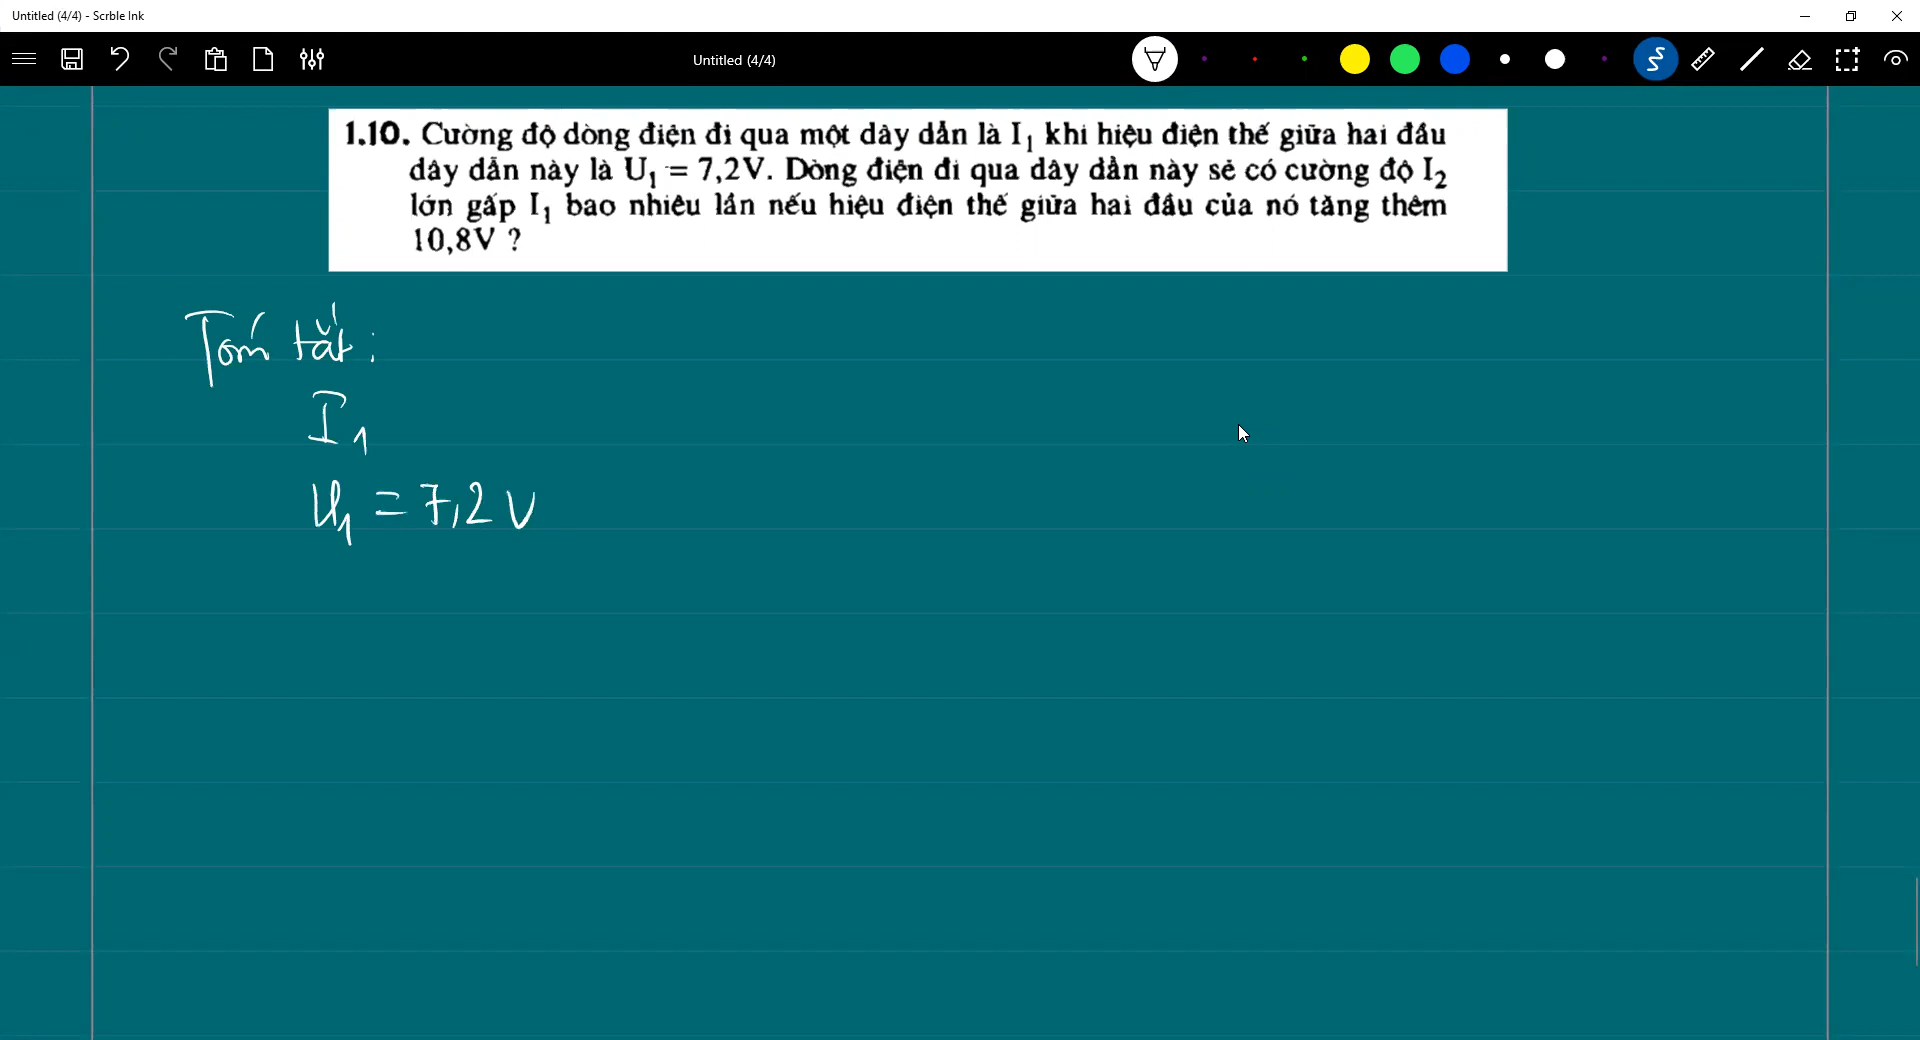 Untitled (4/4) - Scrble Ink
Untitled (4/4)
1.10. Cường độ dòng điện đi qua một dây dẫn là I₁ khi hiệu điện thế giữa hai đầu
dây dẫn này là U₁ = 7,2V. Dòng điện đi qua dây dẫn này sẽ có cường độ I₂
lớn gấp I₁ bao nhiêu lần nếu hiệu điện thế giữa hai đầu của nó tăng thêm
10,8V ?
Tóm tắt :
I₁
U₁ = 7,2 V